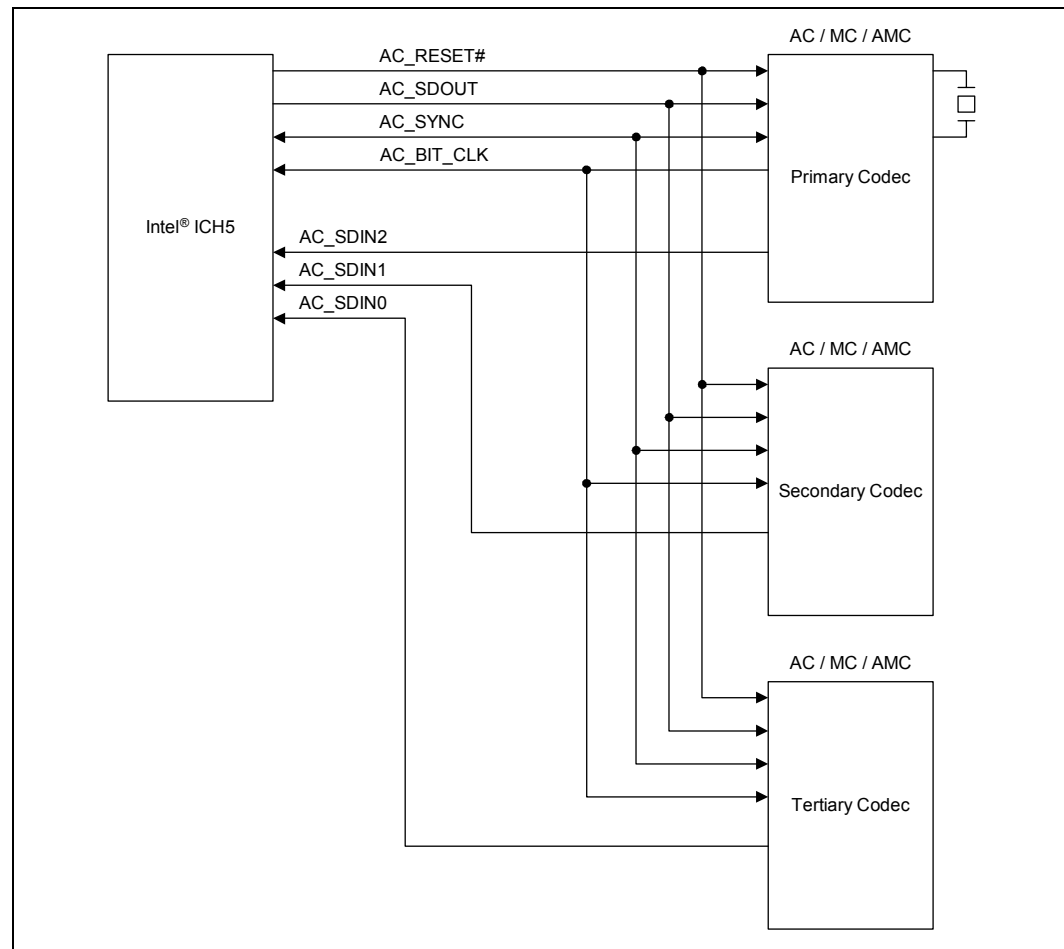 AC / MC / AMC
AC_RESET#
AC_SDOUT
AC_SYNC
AC_BIT_CLK
Primary Codec
Intel® ICH5
AC_SDIN2
AC_SDIN1
AC_SDIN0
AC / MC / AMC
Secondary Codec
AC / MC / AMC
Tertiary Codec